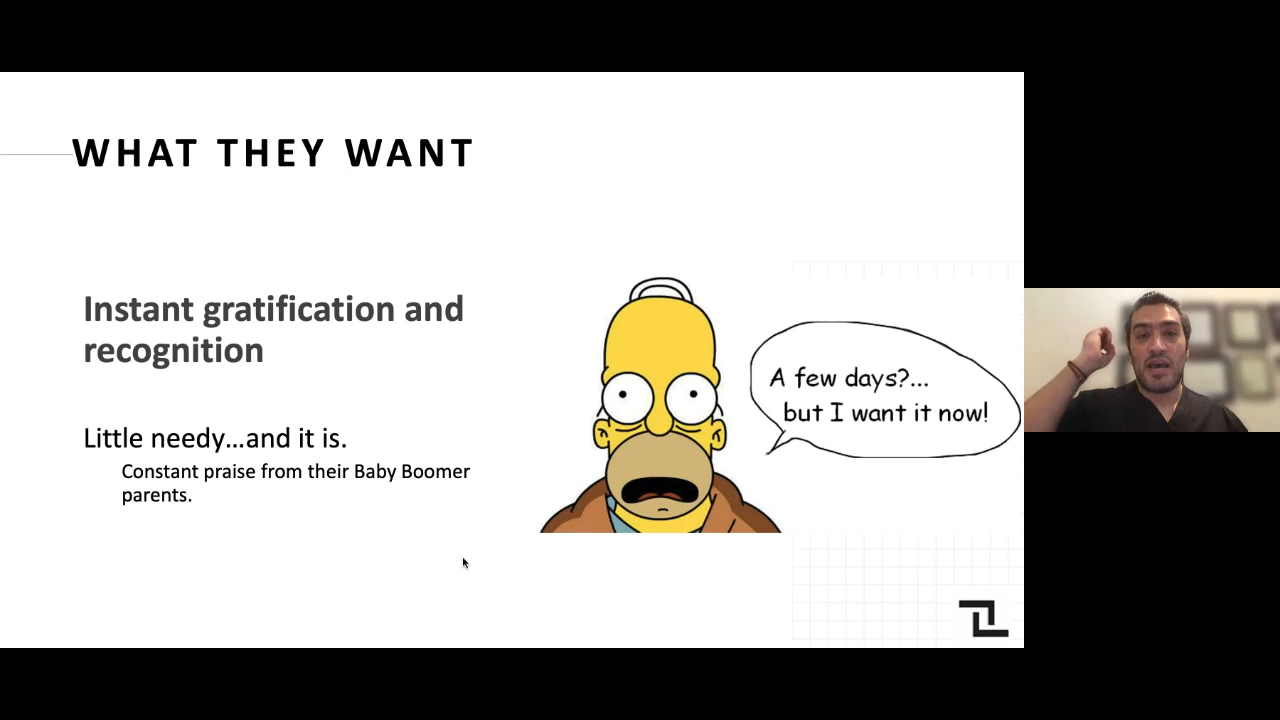 WHAT THEY WANT
Instant gratification and
recognition
Little needy...and it is.
Constant praise from their Baby Boomer
parents.
A few days?...
but I want it now!